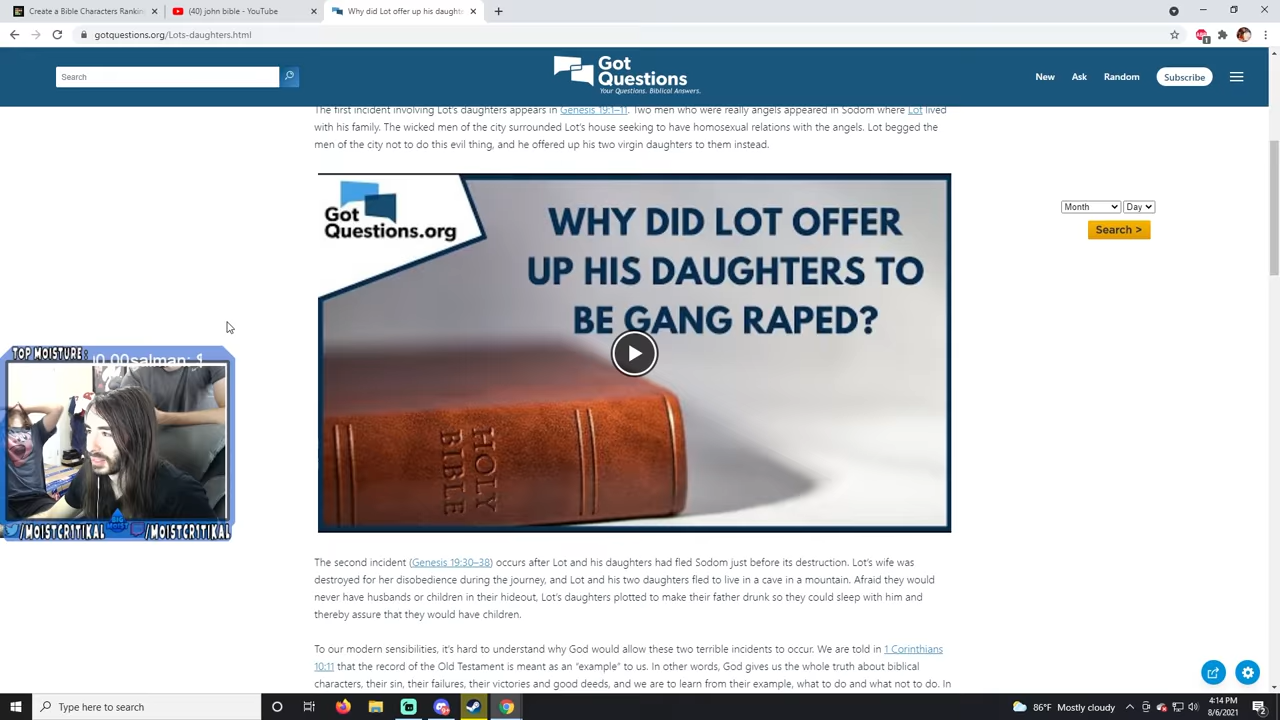 Create a Bible Characters Rankin
(40) john bible - YouTube
Why did Lot offer up his daughte
gotquestions.org/Lots-daughters.html
Search
Got
Questions
Your Questions. Biblical Answers.
New
Ask
Random
Subscribe
The first incident involving Lot's daughters appears in Genesis 19:1–11. Two men who were really angels appeared in Sodom where Lot lived
with his family. The wicked men of the city surrounded Lot's house seeking to have homosexual relations with the angels. Lot begged the
men of the city not to do this evil thing, and he offered up his two virgin daughters to them instead.
Month
Day
Search >
Got
Questions.org
WHY DID LOT OFFER
UP HIS DAUGHTERS TO
BE GANG RAPED?
HOLY
BIBLE
TOP MOISTURE:
0.00salman: $
BIG
MOIST
/MOISTCR1TIKAL
/MOISTCR1TIKAL
The second incident (Genesis 19:30–38) occurs after Lot and his daughters had fled Sodom just before its destruction. Lot's wife was
destroyed for her disobedience during the journey, and Lot and his two daughters fled to live in a cave in a mountain. Afraid they would
never have husbands or children in their hideout, Lot's daughters plotted to make their father drunk so they could sleep with him and
thereby assure that they would have children.
To our modern sensibilities, it's hard to understand why God would allow these two terrible incidents to occur. We are told in 1 Corinthians
10:11 that the record of the Old Testament is meant as an "example" to us. In other words, God gives us the whole truth about biblical
characters, their sin, their failures, their victories and good deeds, and we are to learn from their example, what to do and what not to do. In
Type here to search
86°F Mostly cloudy
4:14 PM
8/6/2021
2